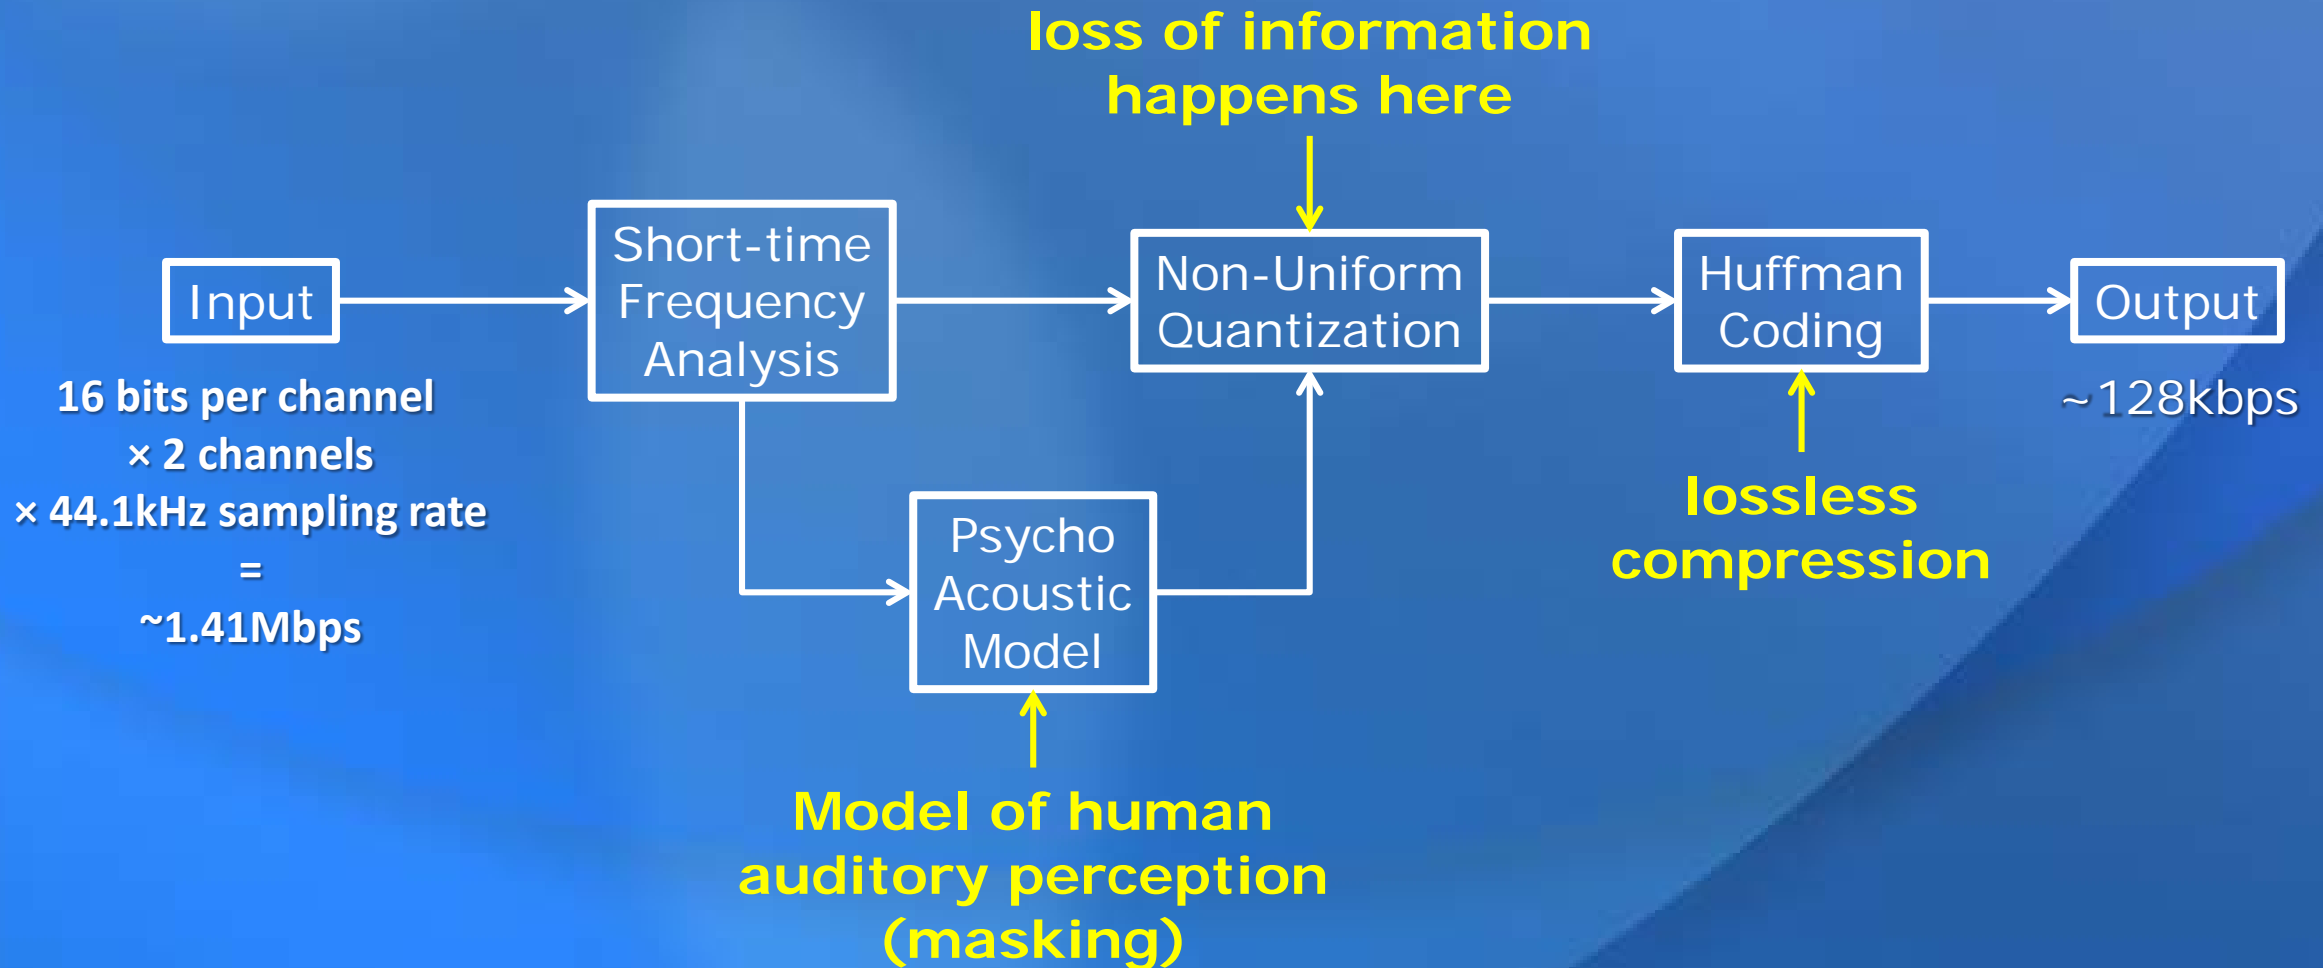 loss of information
happens here
Input
16 bits per channel
× 2 channels
× 44.1kHz sampling rate
=
~1.41Mbps
Short-time
Frequency
Analysis
Non-Uniform
Quantization
Huffman
Coding
Output
~128kbps
Psycho
Acoustic
Model
lossless
compression
Model of human
auditory perception
(masking)